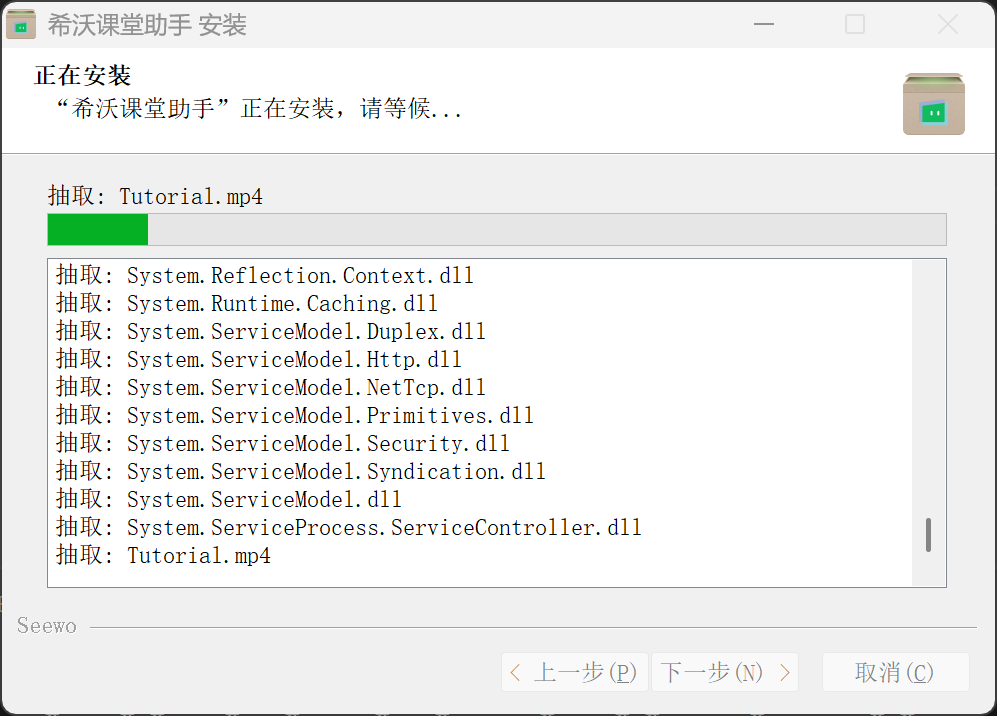 希沃课堂助手 安装
正在安装
“希沃课堂助手”正在安装，请等候...
抽取: Tutorial.mp4
抽取: System.Reflection.Context.dll
抽取: System.Runtime.Caching.dll
抽取: System.ServiceModel.Duplex.dll
抽取: System.ServiceModel.Http.dll
抽取: System.ServiceModel.NetTcp.dll
抽取: System.ServiceModel.Primitives.dll
抽取: System.ServiceModel.Security.dll
抽取: System.ServiceModel.Syndication.dll
抽取: System.ServiceModel.dll
抽取: System.ServiceProcess.ServiceController.dll
抽取: Tutorial.mp4
Seewo
< 上一步(P) 下一步(N) > 取消(C)